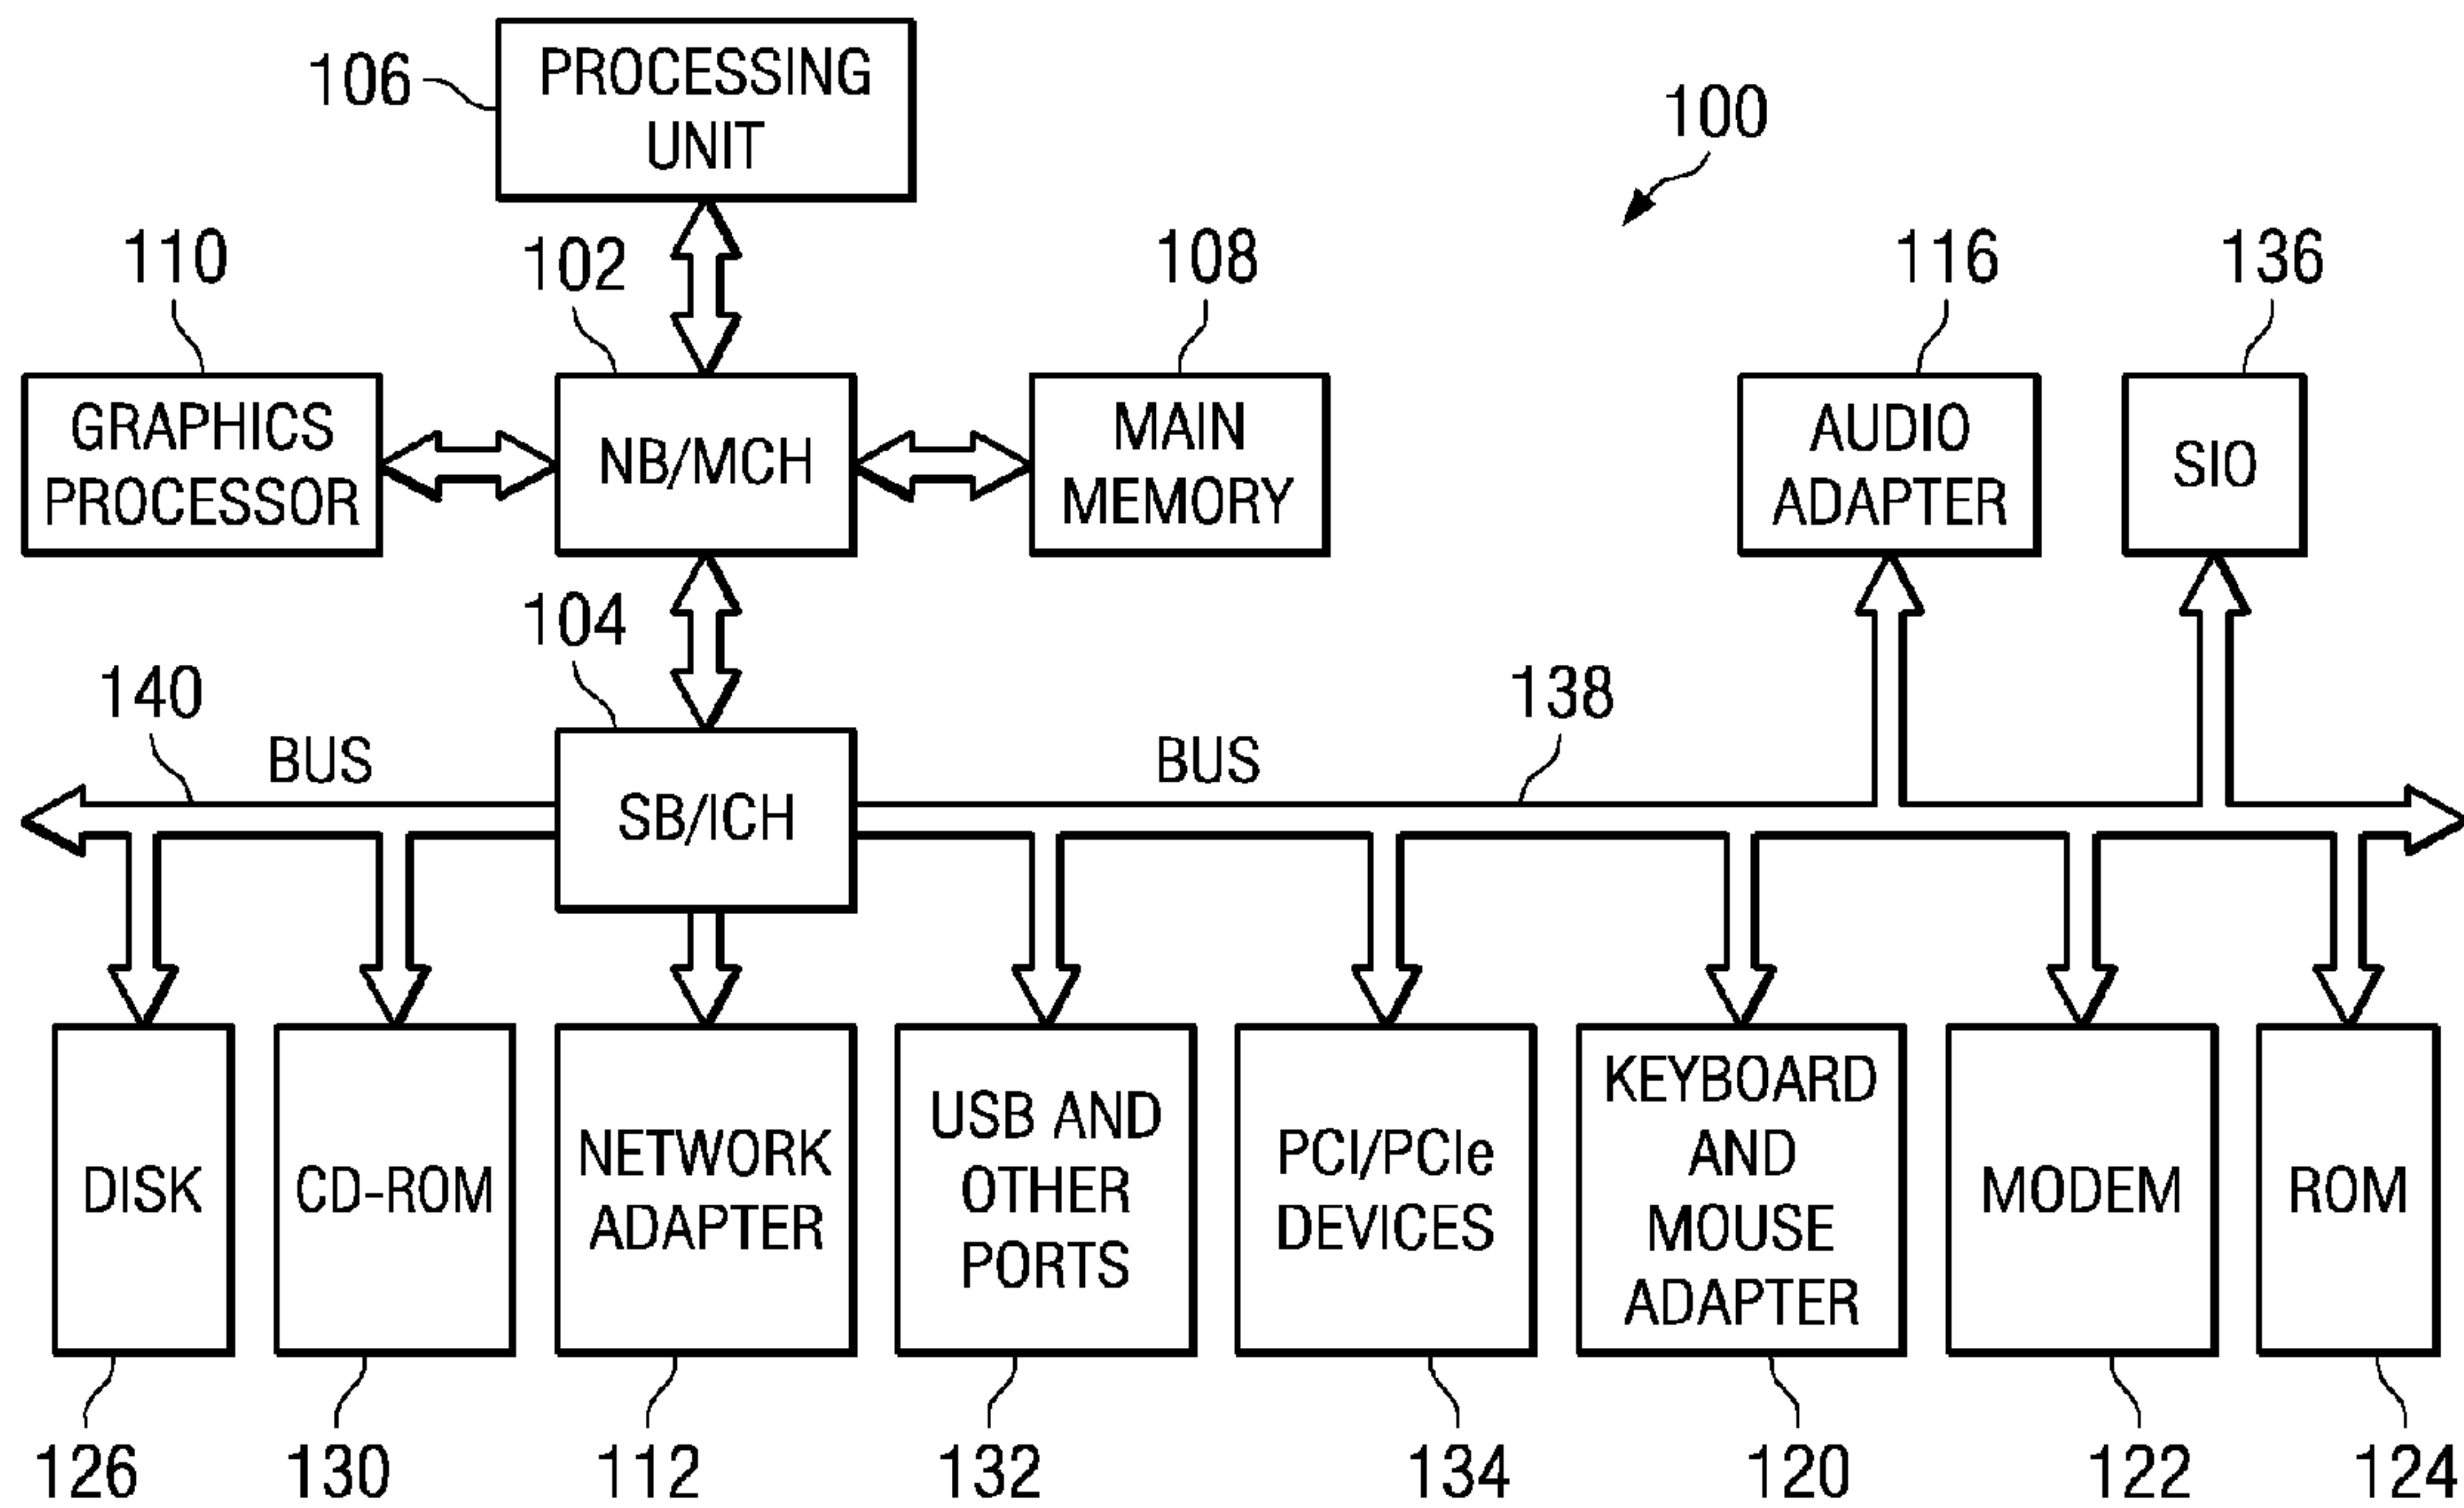 PROCESSING
UNIT
106
100
110
102
108
116
136
GRAPHICS
PROCESSOR
NB/MCH
MAIN
MEMORY
AUDIO
ADAPTER
SIO
104
140
138
BUS
BUS
SB/ICH
DISK
CD-ROM
NETWORK
ADAPTER
USB AND
OTHER
PORTS
PCI/PCIe
DEVICES
KEYBOARD
AND
MOUSE
ADAPTER
MODEM
ROM
126
130
112
132
134
120
122
124